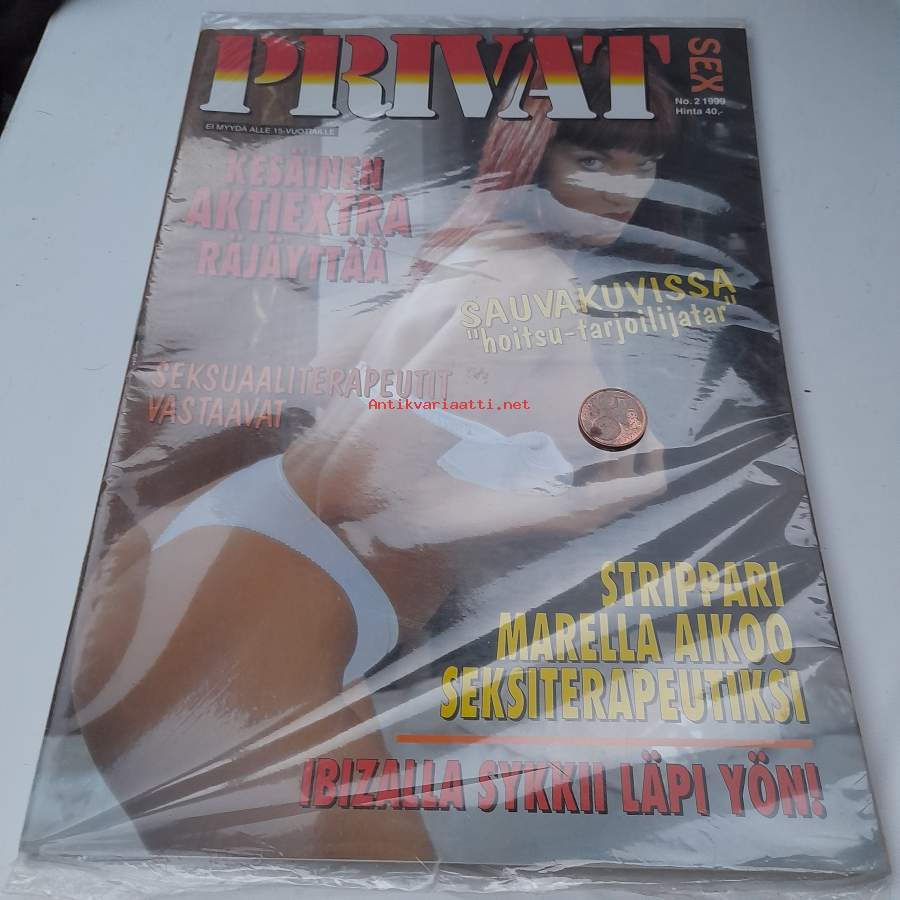 PRIVAT
SEX
No. 2 1999
Hinta 40,-
EI MYYDÄ ALLE 15-VUOTIAILLE
KESÄINEN
AKTIEXTRA
RÄJÄYTTÄÄ
SAUVAKUVISSA
"hoitsu-tarjoilijatar"
SEKSUAALITERAPEUTIT
VASTAAVAT
Antikvariaatti.net
STRIPPARI
MARELLA AIKOO
SEKSITERAPEUTIKSI
IBIZALLA SYKKII LÄPI YÖN!